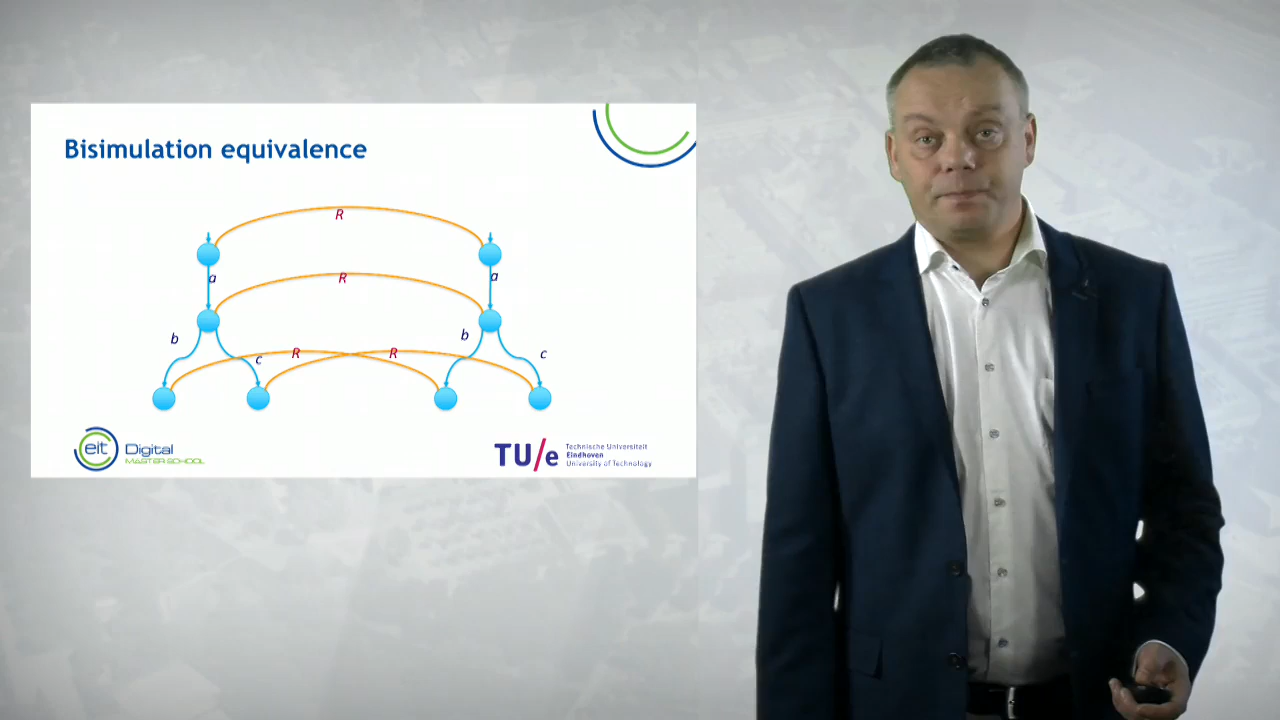 Bisimulation equivalence
R
a
R
a
b
c
R
R
b
c
eit Digital
MASTER SCHOOL
TU/e
Technische Universiteit
Eindhoven
University of Technology